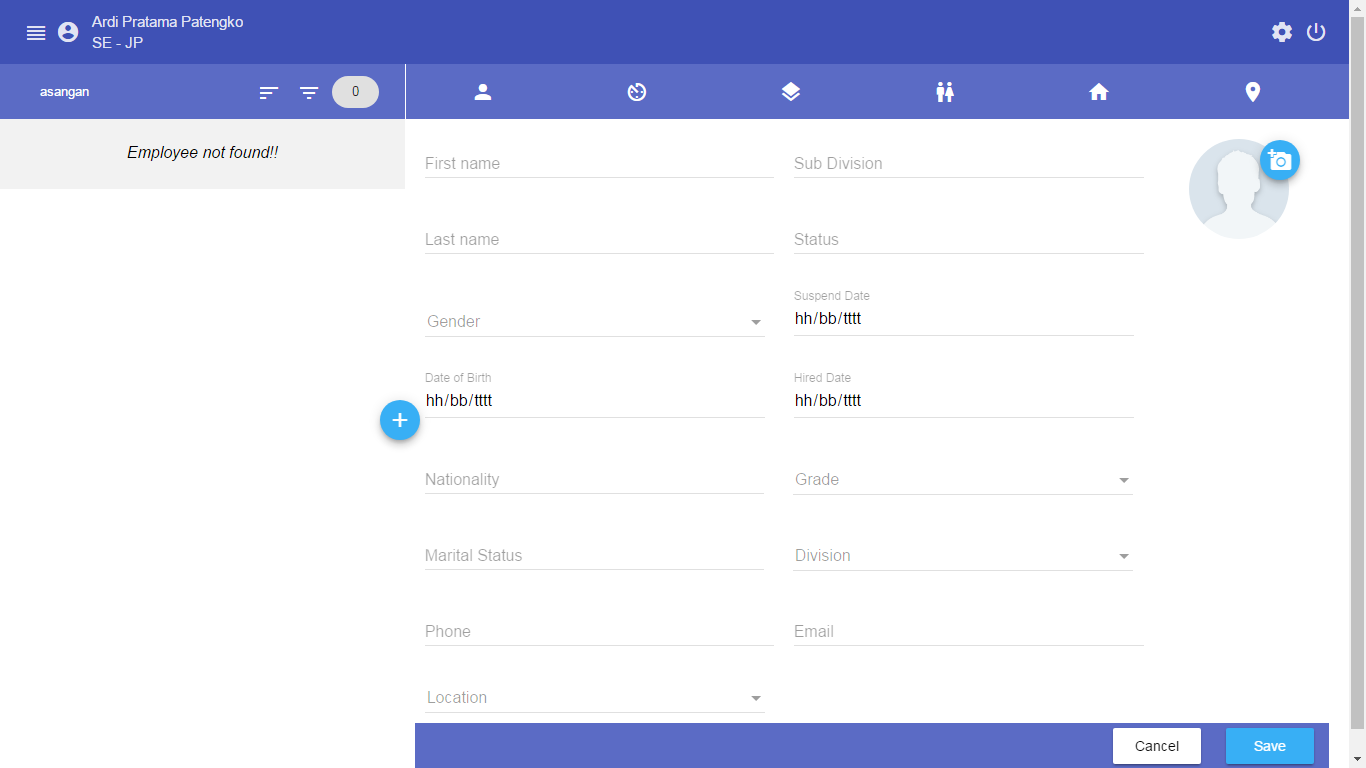 Ardi Pratama Patengko
SE - JP
asangan
0
Employee not found!!
First name
Sub Division
Last name
Status
Gender
Suspend Date
hh/bb/tttt
Date of Birth
hh/bb/tttt
Hired Date
hh/bb/tttt
Nationality
Grade
Marital Status
Division
Phone
Email
Location
Cancel
Save